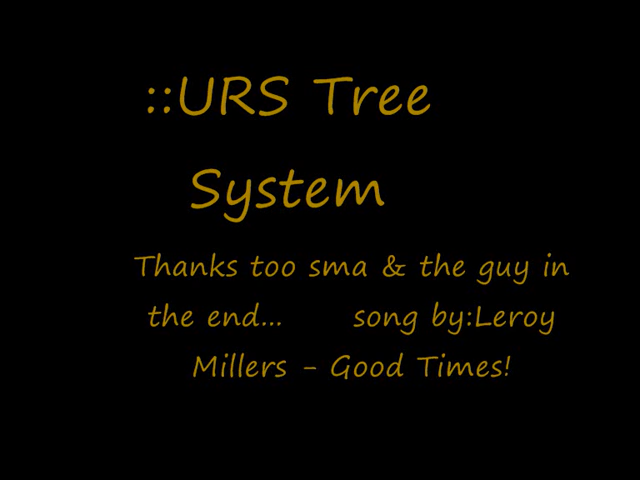 ::URS Tree
System
Thanks too sma & the guy in
the end... song by:Leroy
Millers - Good Times!